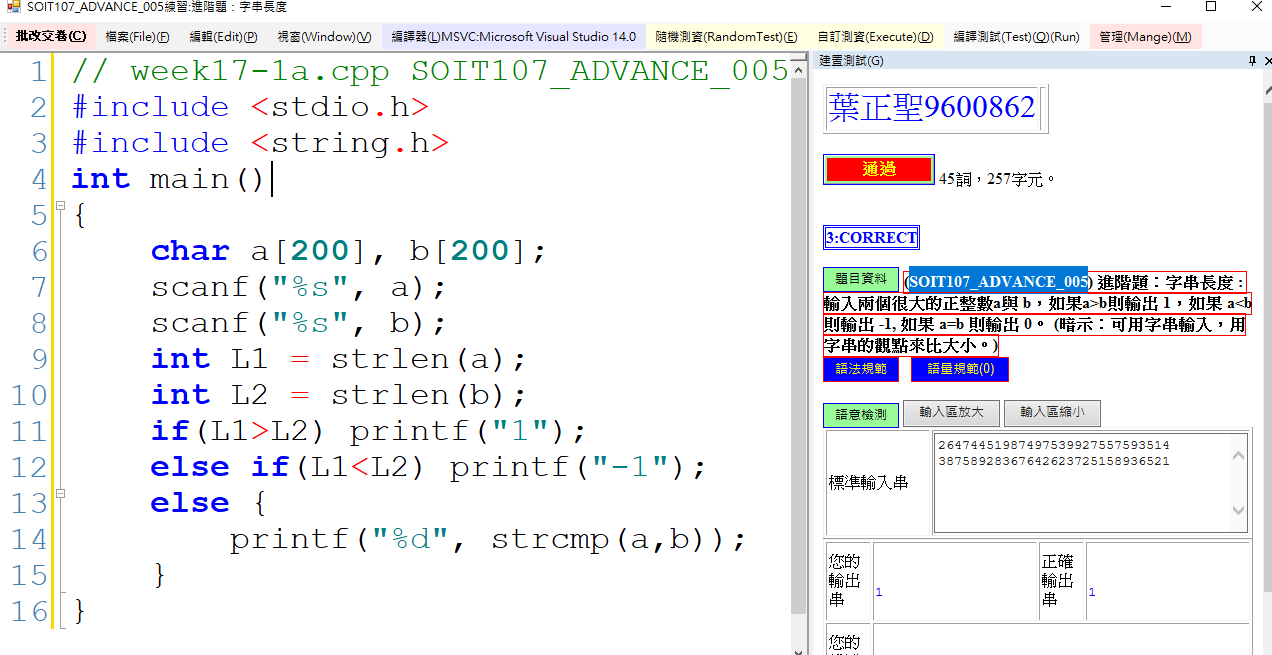 SOIT107_ADVANCE_005練習:進階題：字串長度
批改交卷(C) 檔案(File)(F) 編輯(Edit)(P) 視窗(Window)(V) 編譯器(L)MSVC:Microsoft Visual Studio 14.0 隨機測資(RandomTest)(E) 自訂測資(Execute)(D) 編譯測試(Test)(Q)(Run) 管理(Mange)(M)
1 // week17-1a.cpp SOIT107_ADVANCE_005
2 #include <stdio.h>
3 #include <string.h>
4 int main()
5 {
6 char a[200], b[200];
7 scanf("%s", a);
8 scanf("%s", b);
9 int L1 = strlen(a);
10 int L2 = strlen(b);
11 if(L1>L2) printf("1");
12 else if(L1<L2) printf("-1");
13 else {
14 printf("%d", strcmp(a,b));
15 }
16 }
建置測試(G)
葉正聖9600862
通過 45詞，257字元。
3:CORRECT
題目資料 (SOIT107_ADVANCE_005) 進階題：字串長度：
輸入兩個很大的正整數a與 b，如果a>b則輸出 1，如果 a<b
則輸出 -1, 如果 a=b 則輸出 0。 (暗示：可用字串輸入，用
字串的觀點來比大小。)
語法規範 語量規範(0)
語意檢測 輸入區放大 輸入區縮小
標準輸入串
26474451987497539927557593514
38758928367642623725158936521
您的
輸出
串
1
正確
輸出
串
1
您的